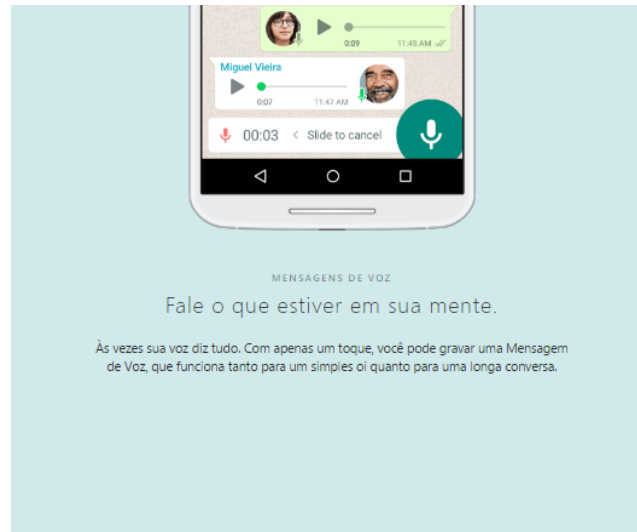 0:09 11:45 AM
Miguel Vieira
0:07 11:47 AM
00:03 < Slide to cancel
MENSAGENS DE VOZ
Fale o que estiver em sua mente.
Às vezes sua voz diz tudo. Com apenas um toque, você pode gravar uma Mensagem
de Voz, que funciona tanto para um simples oi quanto para uma longa conversa.